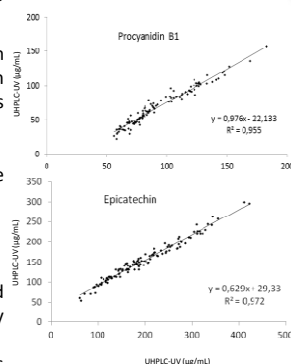 200
Procyanidin B1
150
UHPLC-UV (µg/mL)
100
50
y = 0,976x - 22,133
R² = 0,955
0
0 50 100 150 200
350
300
Epicatechin
250
200
UHPLC-UV (µg/mL)
150
100
y = 0,629x - 29,33
R² = 0,972
50
0
0 100 200 300 400 500
UHPLC-UV (µg/mL)